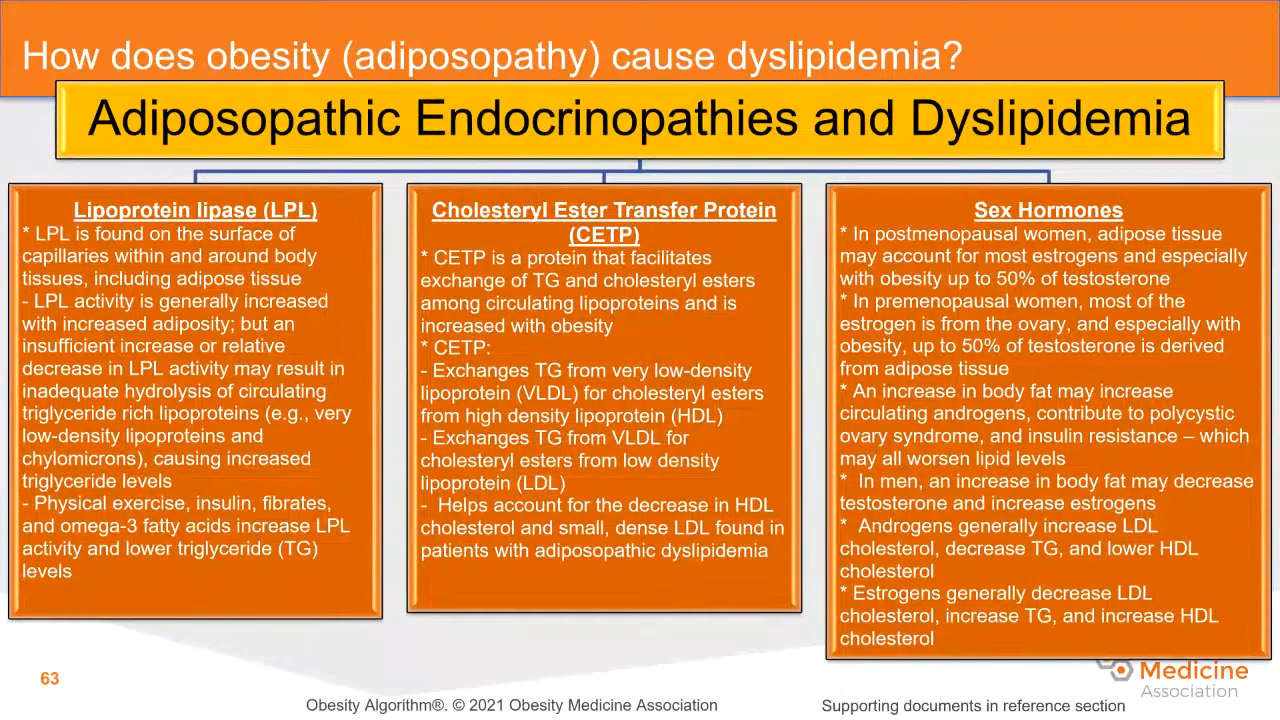 How does obesity (adiposopathy) cause dyslipidemia?
Adiposopathic Endocrinopathies and Dyslipidemia
Lipoprotein lipase (LPL)
* LPL is found on the surface of
capillaries within and around body
tissues, including adipose tissue
- LPL activity is generally increased
with increased adiposity; but an
insufficient increase or relative
decrease in LPL activity may result in
inadequate hydrolysis of circulating
triglyceride rich lipoproteins (e.g., very
low-density lipoproteins and
chylomicrons), causing increased
triglyceride levels
- Physical exercise, insulin, fibrates,
and omega-3 fatty acids increase LPL
activity and lower triglyceride (TG)
levels
Cholesteryl Ester Transfer Protein
(CETP)
* CETP is a protein that facilitates
exchange of TG and cholesteryl esters
among circulating lipoproteins and is
increased with obesity
* CETP:
- Exchanges TG from very low-density
lipoprotein (VLDL) for cholesteryl esters
from high density lipoprotein (HDL)
- Exchanges TG from VLDL for
cholesteryl esters from low density
lipoprotein (LDL)
- Helps account for the decrease in HDL
cholesterol and small, dense LDL found in
patients with adiposopathic dyslipidemia
Sex Hormones
* In postmenopausal women, adipose tissue
may account for most estrogens and especially
with obesity up to 50% of testosterone
* In premenopausal women, most of the
estrogen is from the ovary, and especially with
obesity, up to 50% of testosterone is derived
from adipose tissue
* An increase in body fat may increase
circulating androgens, contribute to polycystic
ovary syndrome, and insulin resistance – which
may all worsen lipid levels
* In men, an increase in body fat may decrease
testosterone and increase estrogens
* Androgens generally increase LDL
cholesterol, decrease TG, and lower HDL
cholesterol
* Estrogens generally decrease LDL
cholesterol, increase TG, and increase HDL
cholesterol
63
Medicine
Association
Obesity Algorithm®. © 2021 Obesity Medicine Association
Supporting documents in reference section